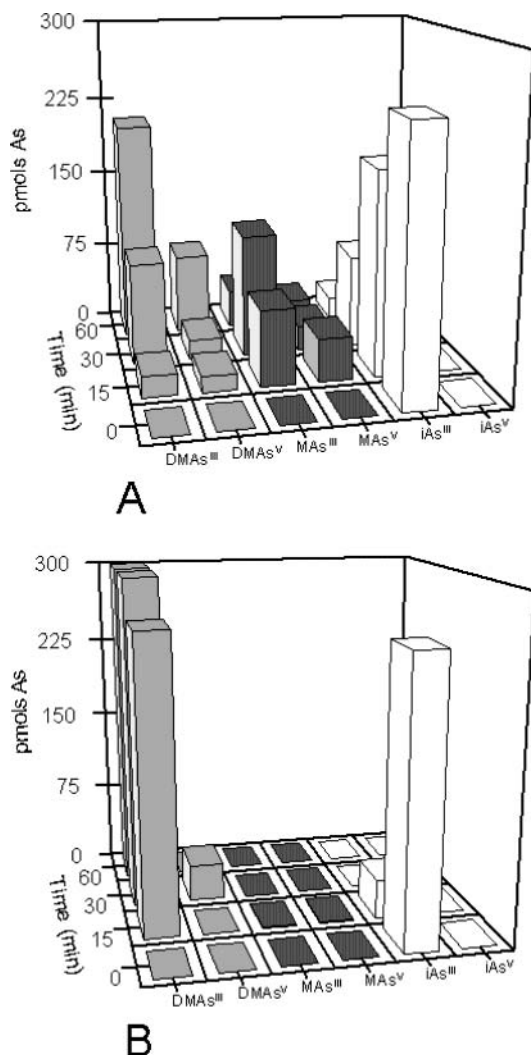 300
225
150
75
0
pmols As
60
30
15
0
Time (min)
DMAsᴵᴵᴵ
DMAsⱽ
MAsᴵᴵᴵ
MAsⱽ
iAsᴵᴵᴵ
iAsⱽ
A
300
225
150
75
0
pmols As
60
30
15
0
Time (min)
DMAsᴵᴵᴵ
DMAsⱽ
MAsᴵᴵᴵ
MAsⱽ
iAsᴵᴵᴵ
iAsⱽ
B